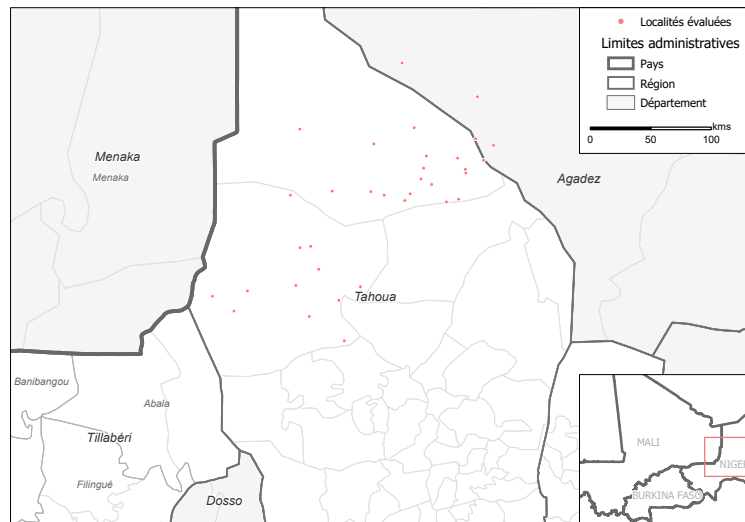 Localités évaluées
Limites administratives
Pays
Région
Département
kms
0 50 100
Menaka
Menaka
Agadez
Tahoua
Banibangou
Abala
Tillabéri
Filingué
Dosso
MALI
NIGER
BURKINA FASO